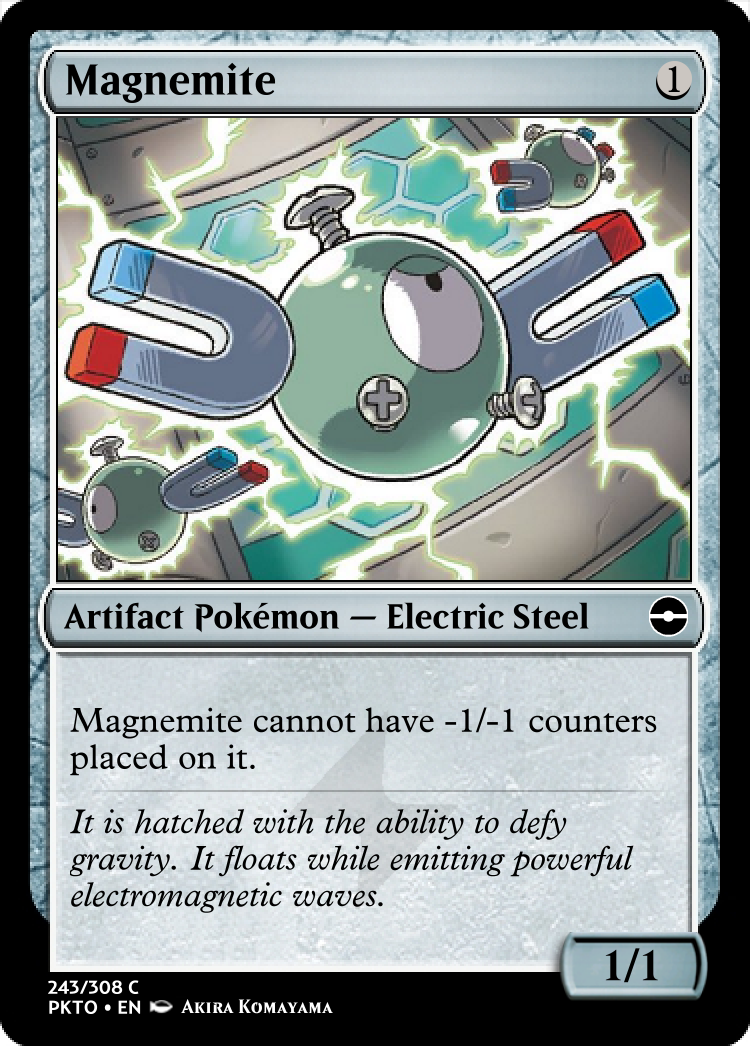 Magnemite 1
Artifact Pokémon — Electric Steel
Magnemite cannot have -1/-1 counters
placed on it.
It is hatched with the ability to defy
gravity. It floats while emitting powerful
electromagnetic waves.
1/1
243/308 C
PKTO • EN Akira Komayama